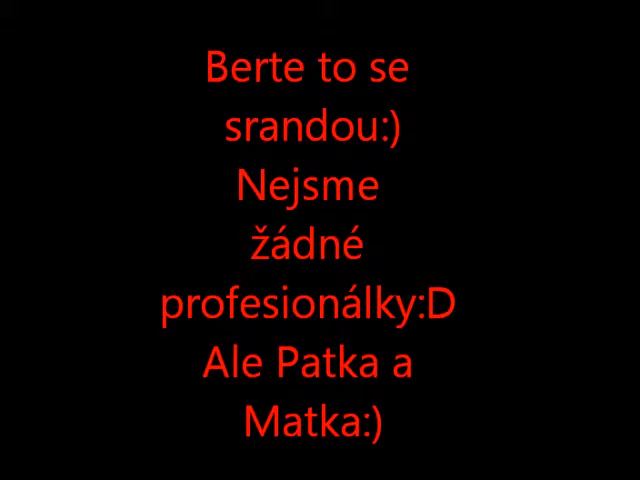 Berte to se
srandou:)
Nejsme
žádné
profesionálky:D
Ale Patka a
Matka:)